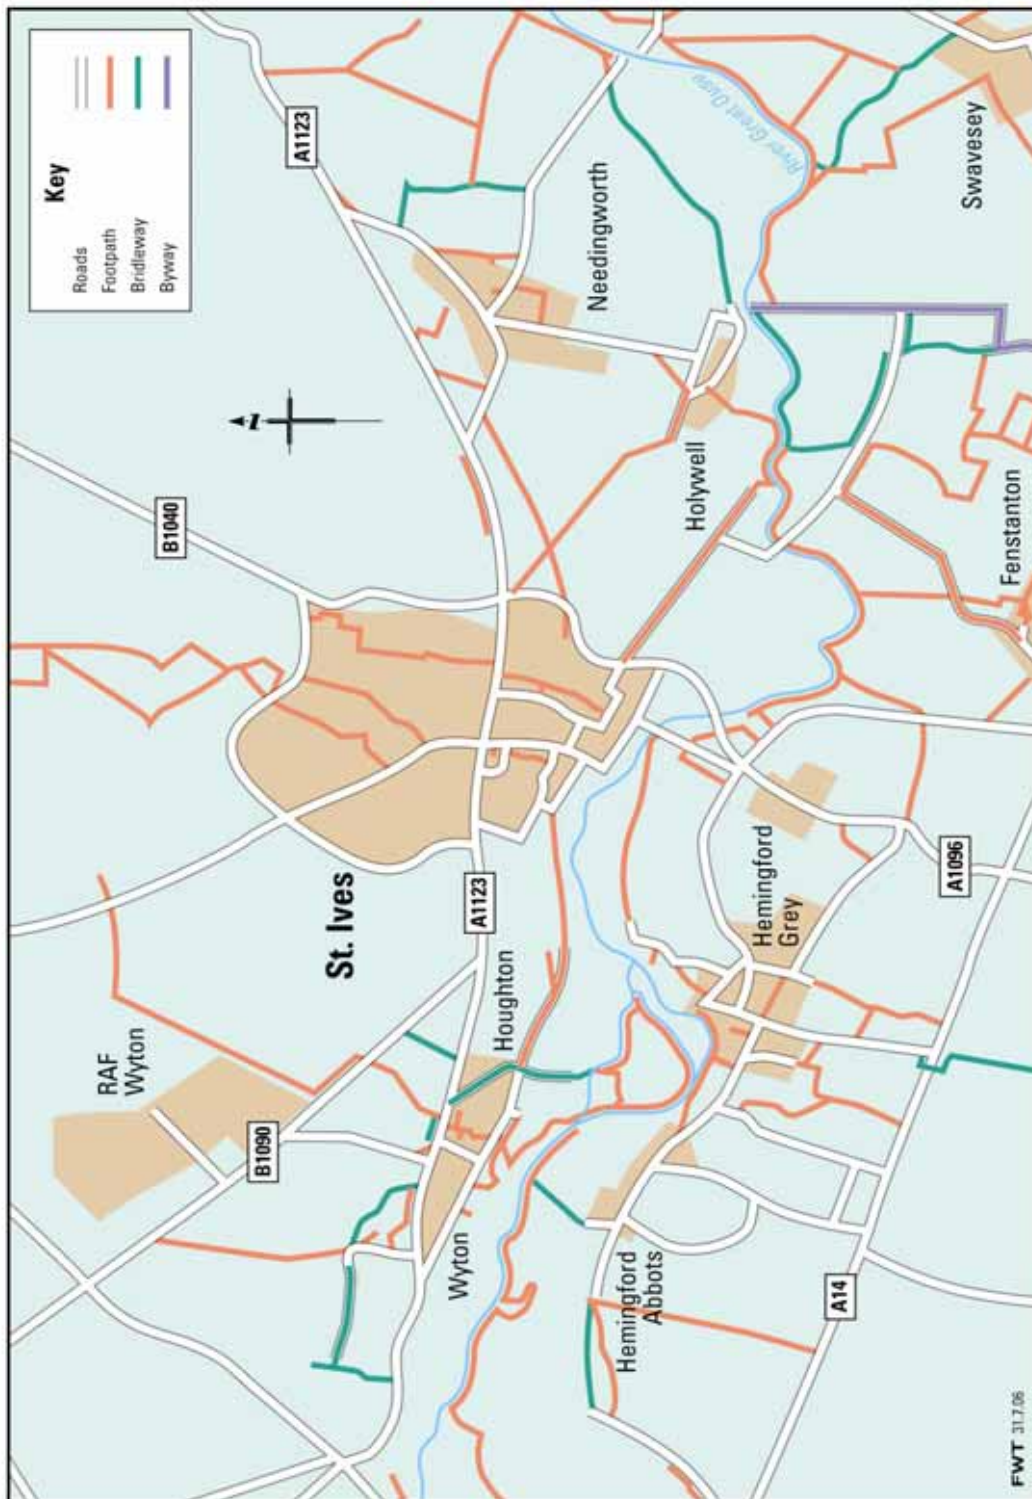 Key
Roads
Footpath
Bridleway
Byway
A1123
B1040
RAF
Wyton
B1090
St. Ives
A1123
Houghton
Wyton
Needingworth
Holywell
River Great Ouse
Swavesey
Fenstanton
Hemingford
Grey
A1096
Hemingford
Abbots
A14
FWT 31.7.06